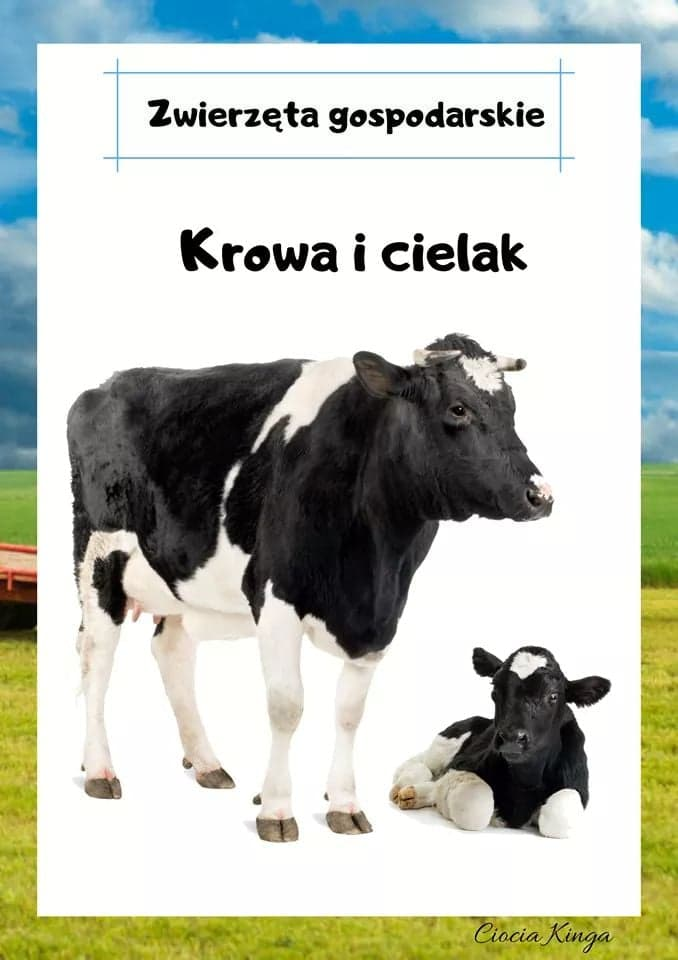 Zwierzęta gospodarskie
Krowa i cielak
Ciocia Kinga